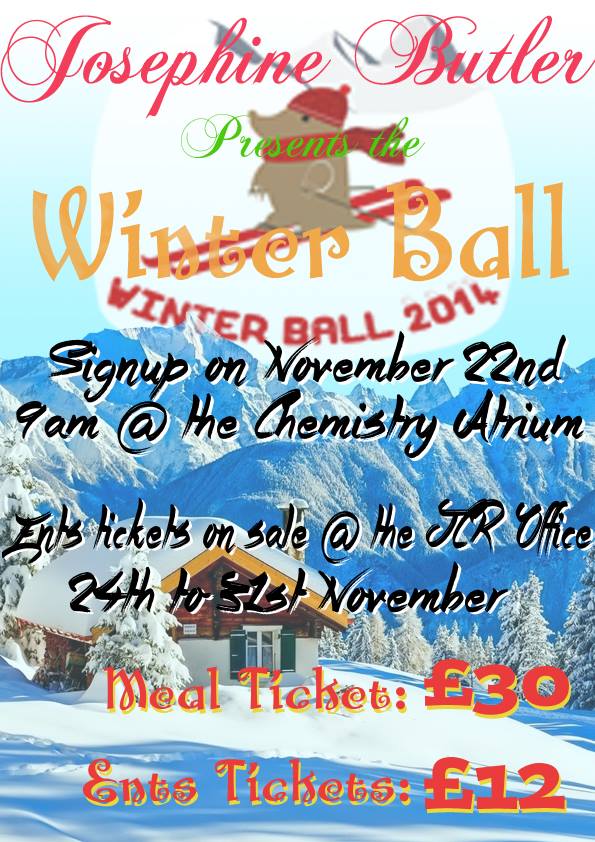 Josephine Butler
Presents the
Winter Ball
WINTER BALL 2014
Signup on November 22nd
9am @ the Chemistry Atrium
Ents tickets on sale @ the JCR Office
24th to 31st November
Meal Ticket: £30
Ents Tickets: £12